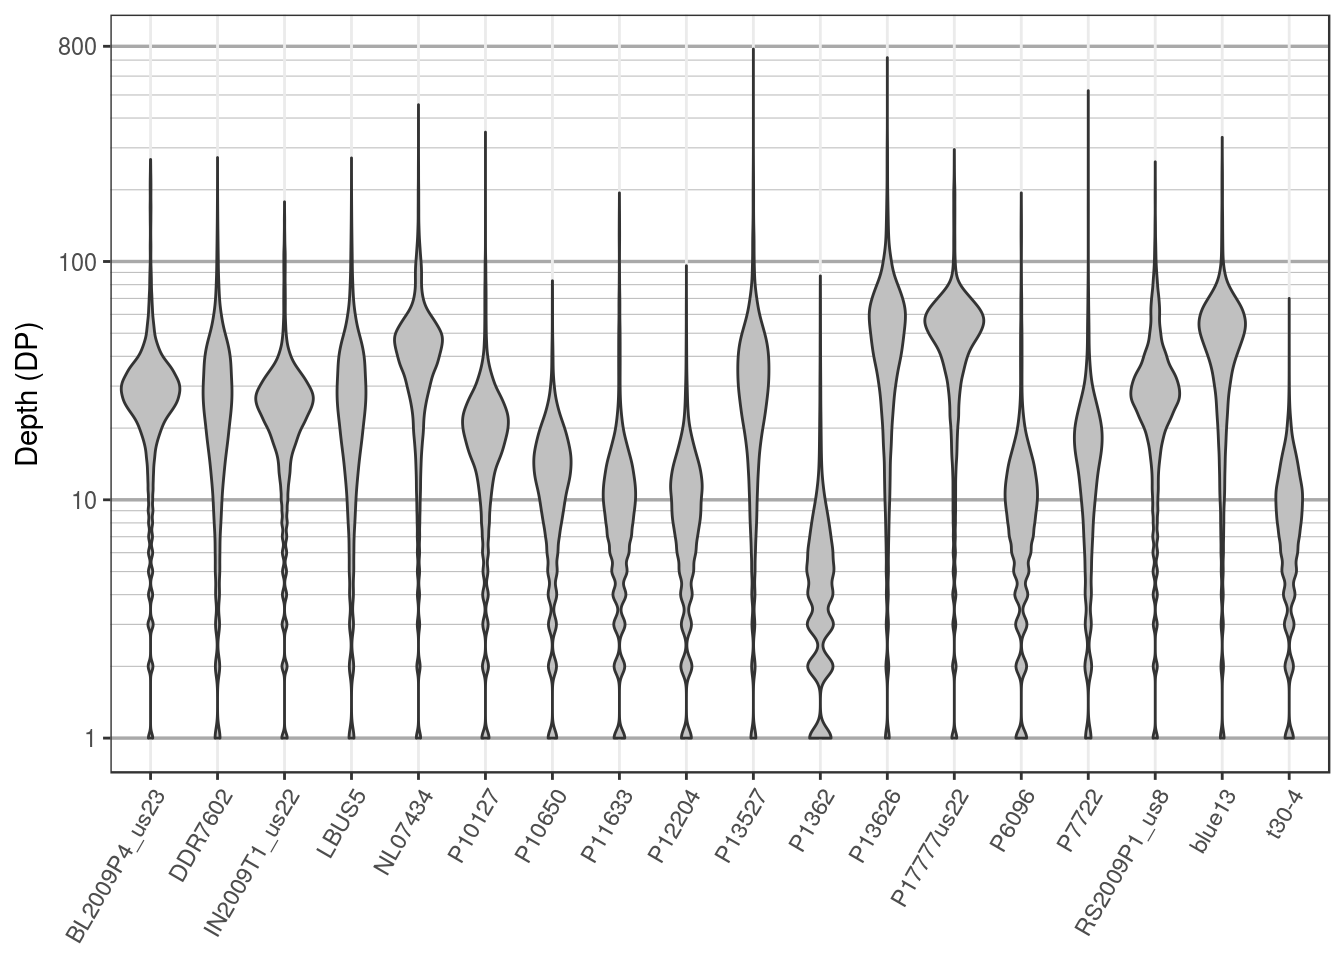 Depth (DP)
800
100
10
1
BL2009P4_us23
DDR7602
IN2009T1_us22
LBUS5
NL07434
P10127
P10650
P11633
P12204
P13527
P1362
P13626
P17777us22
P6096
P7722
RS2009P1_us8
blue13
t30-4